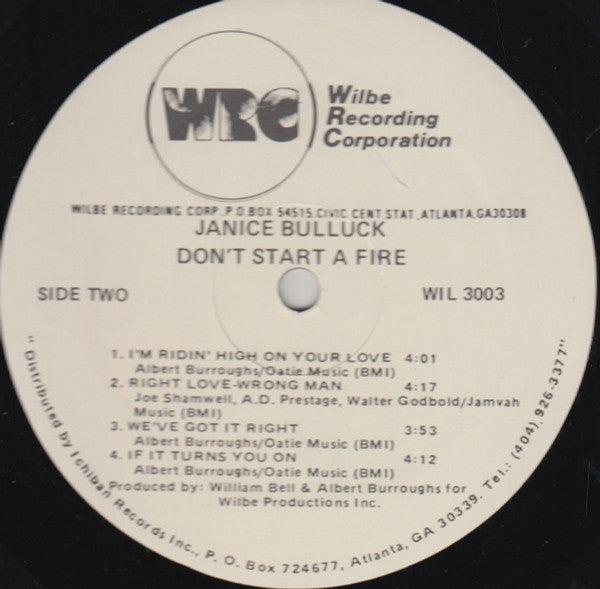 WRC
Wilbe
Recording
Corporation
WILBE RECORDING CORP., P.O. BOX 54515, CIVIC CENT. STAT., ATLANTA, GA 30308
JANICE BULLUCK
DON'T START A FIRE
SIDE TWO
WIL 3003
1. I'M RIDIN' HIGH ON YOUR LOVE 4:01
Albert Burroughs/Oatie Music (BMI)
2. RIGHT LOVE-WRONG MAN 4:17
Joe Shamwell, A.D. Prestage, Walter Godbold/Jamvah
Music (BMI)
3. WE'VE GOT IT RIGHT 3:53
Albert Burroughs/Oatie Music (BMI)
4. IF IT TURNS YOU ON 4:12
Albert Burroughs/Oatie Music (BMI)
Produced by: William Bell & Albert Burroughs for
Wilbe Productions Inc.
"Distributed by Ichiban Records Inc., P. O. Box 724677, Atlanta, GA 30339. Tel.: (404). 926-3377"